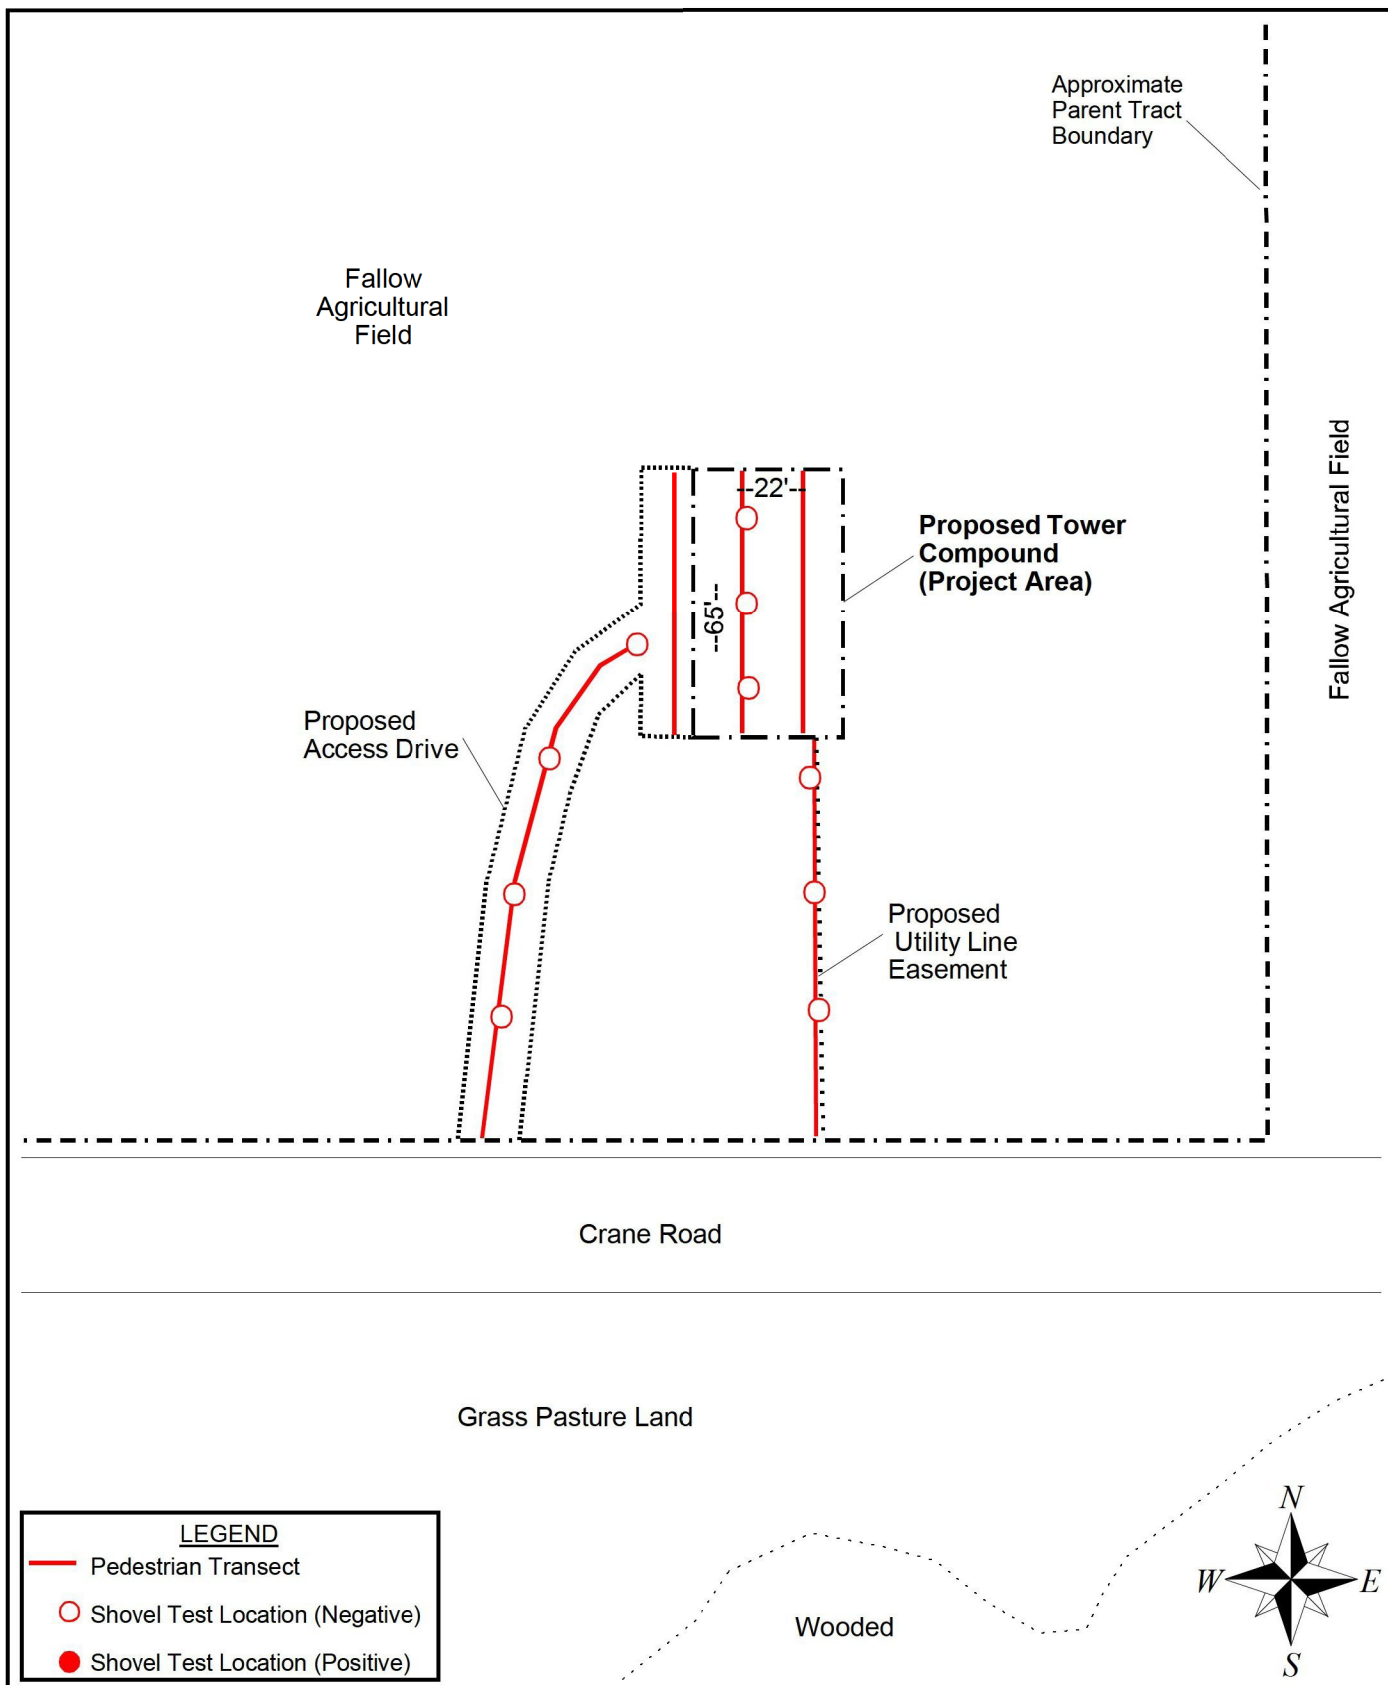 Approximate
Parent Tract
Boundary
Fallow
Agricultural
Field
Fallow Agricultural Field
--22'--
--65'--
Proposed Tower
Compound
(Project Area)
Proposed
Access Drive
Proposed
Utility Line
Easement
Crane Road
Grass Pasture Land
Wooded
LEGEND
Pedestrian Transect
Shovel Test Location (Negative)
Shovel Test Location (Positive)
N
W
E
S